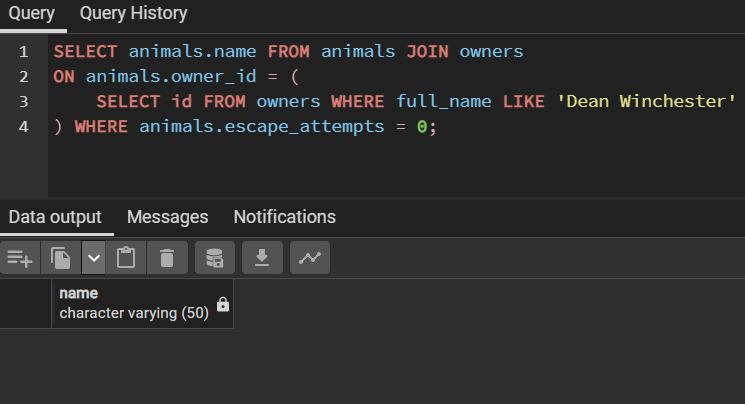 Query Query History
1 SELECT animals.name FROM animals JOIN owners
2 ON animals.owner_id = (
3     SELECT id FROM owners WHERE full_name LIKE 'Dean Winchester'
4 ) WHERE animals.escape_attempts = 0;
Data output Messages Notifications
name
character varying (50)